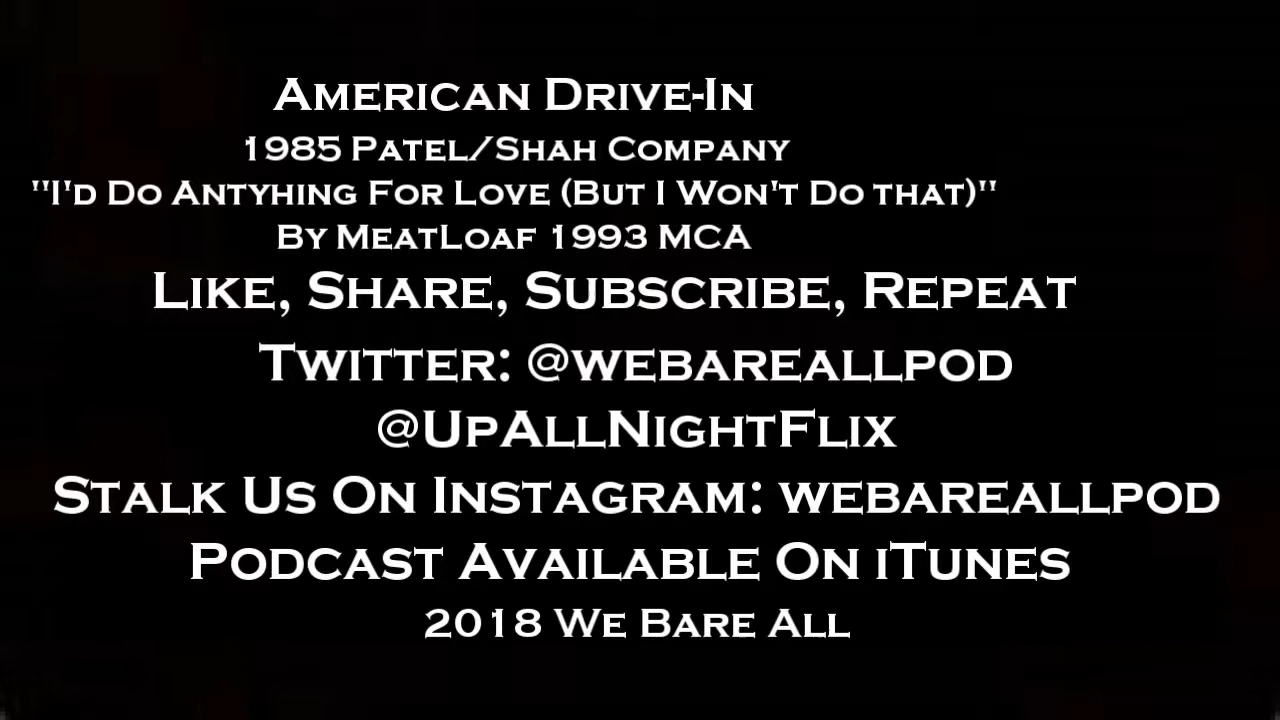 American Drive-In
1985 Patel/Shah Company
"I'd Do Antyhing For Love (But I Won't Do that)"
By MeatLoaf 1993 MCA
Like, Share, Subscribe, Repeat
Twitter: @webareallpod
@UpAllNightFlix
Stalk Us On Instagram: webareallpod
Podcast Available On iTunes
2018 We Bare All